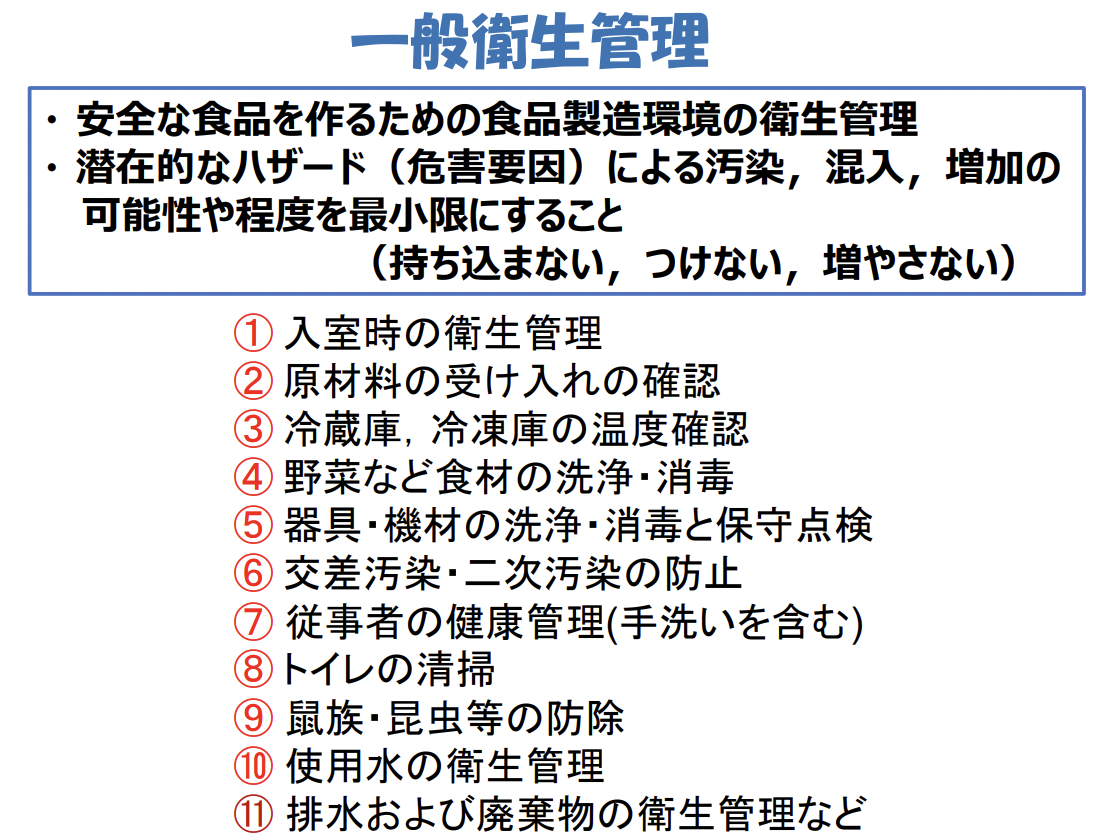 一般衛生管理
・ 安全な食品を作るための食品製造環境の衛生管理
・ 潜在的なハザード（危害要因）による汚染，混入，増加の
可能性や程度を最小限にすること
（持ち込まない，つけない，増やさない）
① 入室時の衛生管理
② 原材料の受け入れの確認
③ 冷蔵庫，冷凍庫の温度確認
④ 野菜など食材の洗浄・消毒
⑤ 器具・機材の洗浄・消毒と保守点検
⑥ 交差汚染・二次汚染の防止
⑦ 従事者の健康管理(手洗いを含む)
⑧ トイレの清掃
⑨ 鼠族・昆虫等の防除
⑩ 使用水の衛生管理
⑪ 排水および廃棄物の衛生管理など